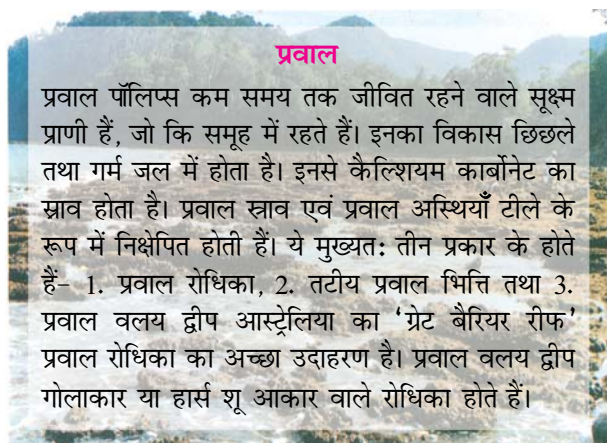 प्रवाल
प्रवाल पॉलिप्स कम समय तक जीवित रहने वाले सूक्ष्म
प्राणी हैं, जो कि समूह में रहते हैं। इनका विकास छिछले
तथा गर्म जल में होता है। इनसे कैल्शियम कार्बोनेट का
स्राव होता है। प्रवाल स्राव एवं प्रवाल अस्थियाँ टीले के
रूप में निक्षेपित होती हैं। ये मुख्यतः तीन प्रकार के होते
हैं- 1. प्रवाल रोधिका, 2. तटीय प्रवाल भित्ति तथा 3.
प्रवाल वलय द्वीप आस्ट्रेलिया का ‘ग्रेट बैरियर रीफ’
प्रवाल रोधिका का अच्छा उदाहरण है। प्रवाल वलय द्वीप
गोलाकार या हार्स शू आकार वाले रोधिका होते हैं।